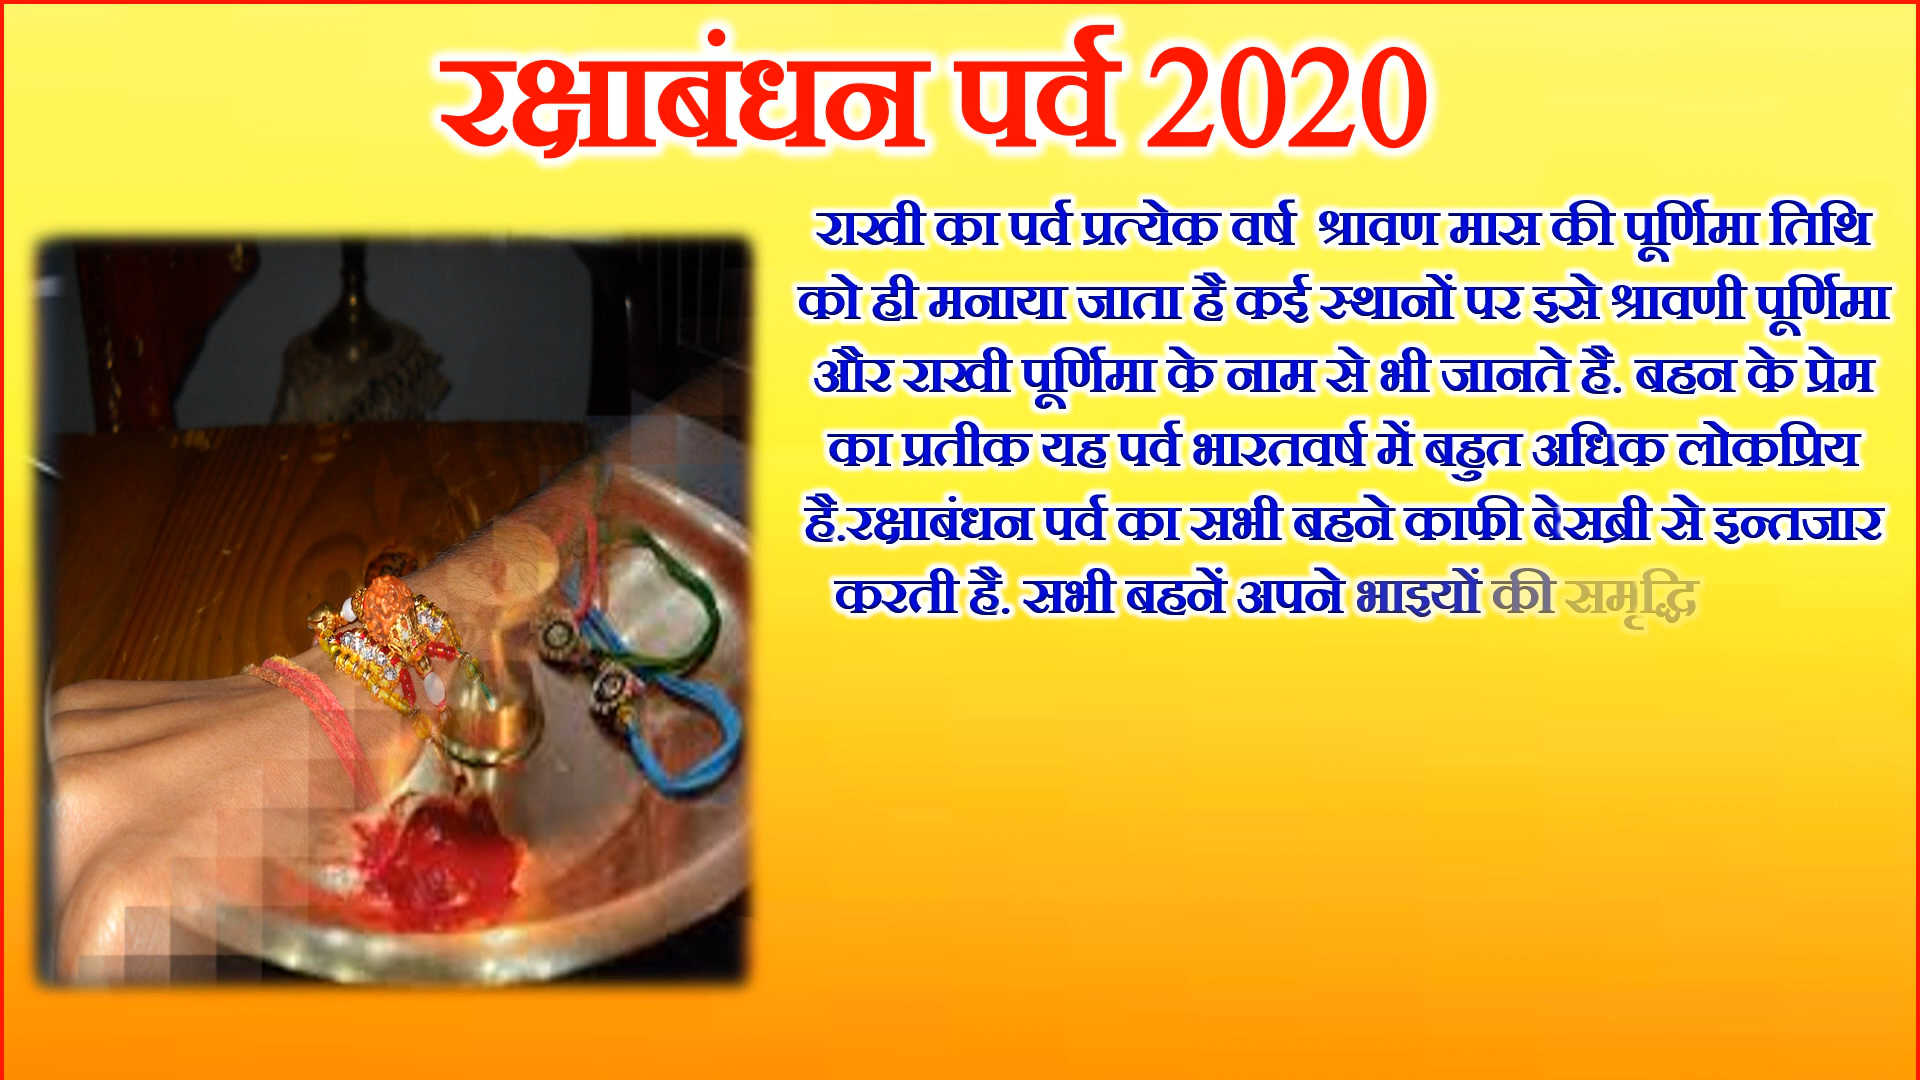 रक्षाबंधन पर्व 2020
राखी का पर्व प्रत्येक वर्ष श्रावण मास की पूर्णिमा तिथि
को ही मनाया जाता है कई स्थानों पर इसे श्रावणी पूर्णिमा
और राखी पूर्णिमा के नाम से भी जानते है. बहन के प्रेम
का प्रतीक यह पर्व भारतवर्ष में बहुत अधिक लोकप्रिय
है.रक्षाबंधन पर्व का सभी बहने काफी बेसब्री से इन्तजार
करती है. सभी बहनें अपने भाइयों की समृद्धि